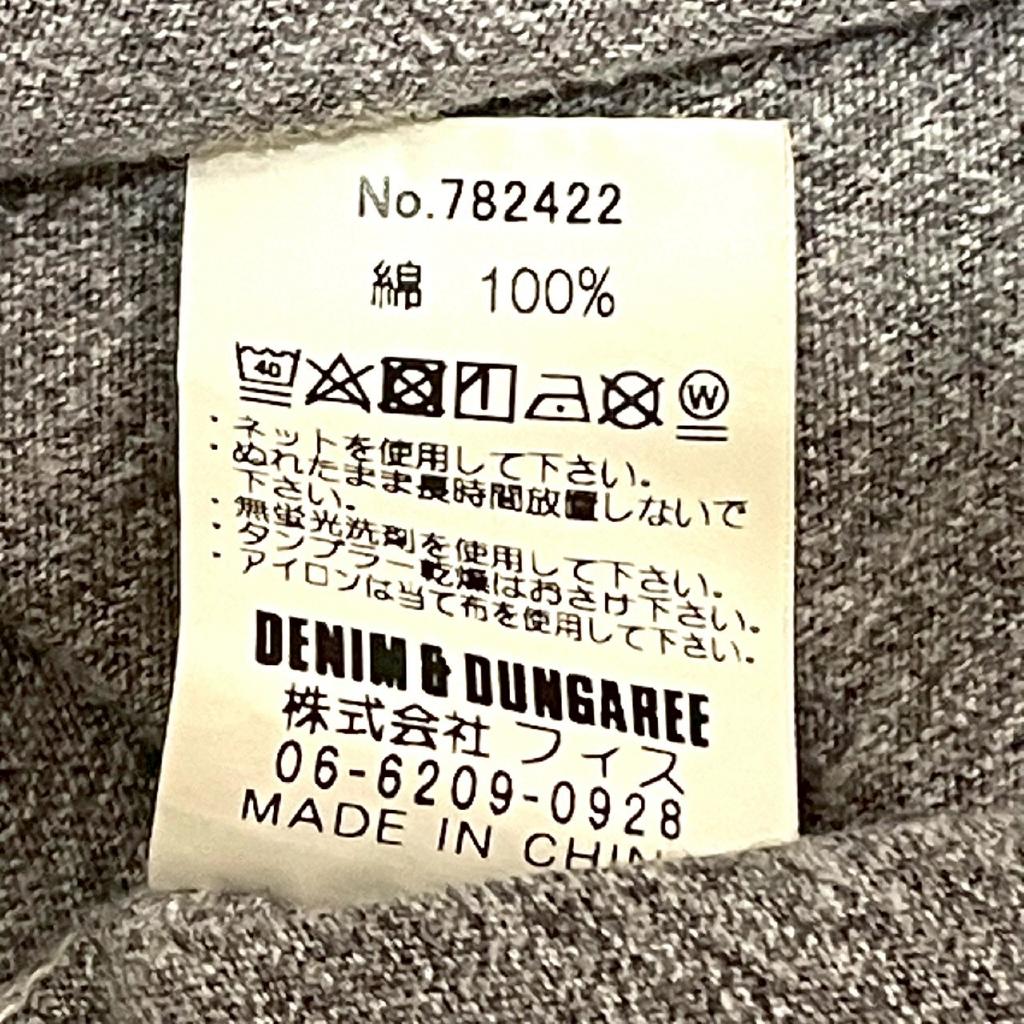 No.782422
綿 100%
40
W
・ネットを使用して下さい。
・ぬれたまま長時間放置しないで
下さい。
・無蛍光洗剤を使用して下さい。
・タンブラー乾燥はおさけ下さい。
・アイロンは当て布を使用して下さい。
DENIM & DUNGAREE
株式会社 フィス
06-6209-0928
MADE IN CHIN